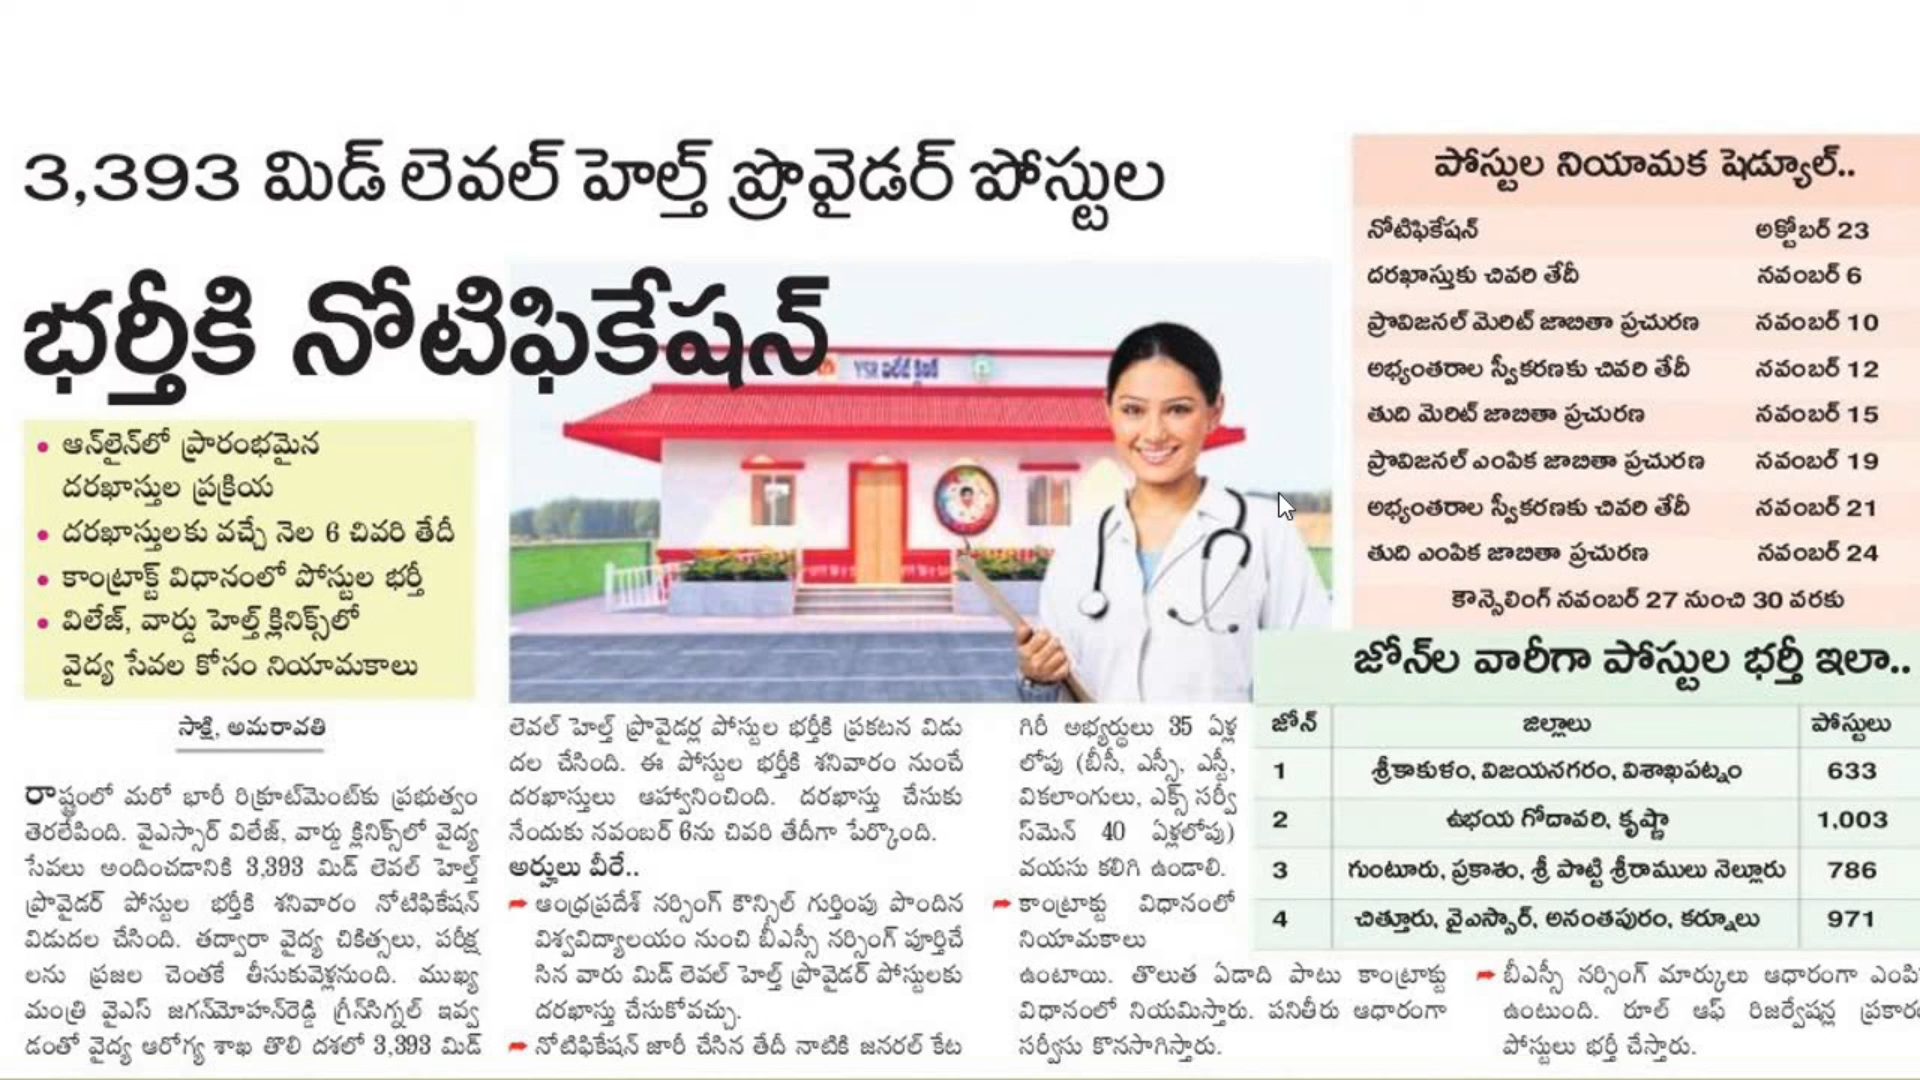 3,393 మిడ్ లెవల్ హెల్త్ ప్రొవైడర్ పోస్టుల
భర్తీకి నోటిఫికేషన్
• ఆన్‌లైన్‌లో ప్రారంభమైన
దరఖాస్తుల ప్రక్రియ
• దరఖాస్తులకు వచ్చే నెల 6 చివరి తేదీ
• కాంట్రాక్ట్ విధానంలో పోస్టుల భర్తీ
• విలేజ్, వార్డు హెల్త్ క్లినిక్స్‌లో
వైద్య సేవల కోసం నియామకాలు
సాక్షి, అమరావతి
రాష్ట్రంలో మరో భారీ రిక్రూట్‌మెంట్‌కు ప్రభుత్వం
తెరలేపింది. వైఎస్సార్ విలేజ్, వార్డు క్లినిక్స్‌లో వైద్య
సేవలు అందించడానికి 3,393 మిడ్ లెవల్ హెల్త్
ప్రొవైడర్ పోస్టుల భర్తీకి శనివారం నోటిఫికేషన్
విడుదల చేసింది. తద్వారా వైద్య చికిత్సలు, పరీక్ష
లను ప్రజల చెంతకే తీసుకువెళ్లనుంది. ముఖ్య
మంత్రి వైఎస్ జగన్‌మోహన్‌రెడ్డి గ్రీన్‌సిగ్నల్ ఇవ్వ
డంతో వైద్య ఆరోగ్య శాఖ తొలి దశలో 3,393 మిడ్
YSR విలేజ్ క్లినిక్
లెవల్ హెల్త్ ప్రొవైడర్ల పోస్టుల భర్తీకి ప్రకటన విడు
దల చేసింది. ఈ పోస్టుల భర్తీకి శనివారం నుంచే
దరఖాస్తులు ఆహ్వానించింది. దరఖాస్తు చేసుకు
నేందుకు నవంబర్ 6ను చివరి తేదీగా పేర్కొంది.
అర్హులు వీరే..
➡ ఆంధ్రప్రదేశ్ నర్సింగ్ కౌన్సిల్ గుర్తింపు పొందిన
విశ్వవిద్యాలయం నుంచి బీఎస్సీ నర్సింగ్ పూర్తిచే
సిన వారు మిడ్ లెవల్ హెల్త్ ప్రొవైడర్ పోస్టులకు
దరఖాస్తు చేసుకోవచ్చు.
➡ నోటిఫికేషన్ జారీ చేసిన తేదీ నాటికి జనరల్ కేట
గిరీ అభ్యర్థులు 35 ఏళ్ల
లోపు (బీసీ, ఎస్సీ, ఎస్టీ,
వికలాంగులు, ఎక్స్ సర్వీ
స్‌మెన్ 40 ఏళ్లలోపు)
వయసు కలిగి ఉండాలి.
➡ కాంట్రాక్టు విధానంలో
నియామకాలు
ఉంటాయి. తొలుత ఏడాది పాటు కాంట్రాక్టు
విధానంలో నియమిస్తారు. పనితీరు ఆధారంగా
సర్వీసు కొనసాగిస్తారు.
పోస్టుల నియామక షెడ్యూల్..
నోటిఫికేషన్ అక్టోబర్ 23
దరఖాస్తుకు చివరి తేదీ నవంబర్ 6
ప్రొవిజనల్ మెరిట్ జాబితా ప్రచురణ నవంబర్ 10
అభ్యంతరాల స్వీకరణకు చివరి తేదీ నవంబర్ 12
తుది మెరిట్ జాబితా ప్రచురణ నవంబర్ 15
ప్రొవిజనల్ ఎంపిక జాబితా ప్రచురణ నవంబర్ 19
అభ్యంతరాల స్వీకరణకు చివరి తేదీ నవంబర్ 21
తుది ఎంపిక జాబితా ప్రచురణ నవంబర్ 24
కౌన్సెలింగ్ నవంబర్ 27 నుంచి 30 వరకు
జోన్‌ల వారీగా పోస్టుల భర్తీ ఇలా..
జోన్ జిల్లాలు పోస్టులు
1 శ్రీకాకుళం, విజయనగరం, విశాఖపట్నం 633
2 ఉభయ గోదావరి, కృష్ణా 1,003
3 గుంటూరు, ప్రకాశం, శ్రీ పొట్టి శ్రీరాములు నెల్లూరు 786
4 చిత్తూరు, వైఎస్సార్, అనంతపురం, కర్నూలు 971
➡ బీఎస్సీ నర్సింగ్ మార్కులు ఆధారంగా ఎంపి
ఉంటుంది. రూల్ ఆఫ్ రిజర్వేషన్ల ప్రకార
పోస్టులు భర్తీ చేస్తారు.